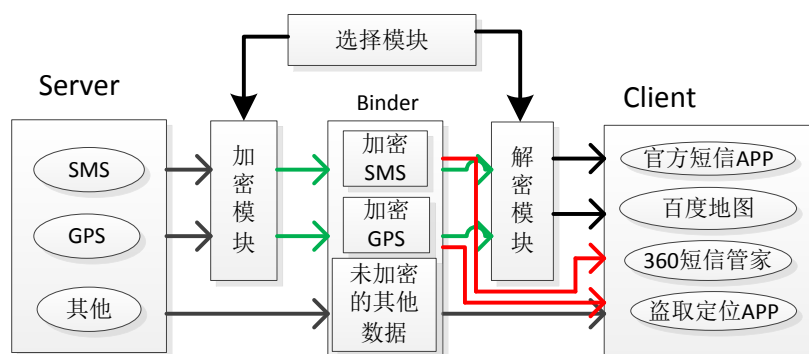 选择模块
Server
SMS
GPS
其他
加
密
模
块
Binder
加密
SMS
加密
GPS
未加密
的其他
数据
解
密
模
块
Client
官方短信APP
百度地图
360短信管家
盗取定位APP